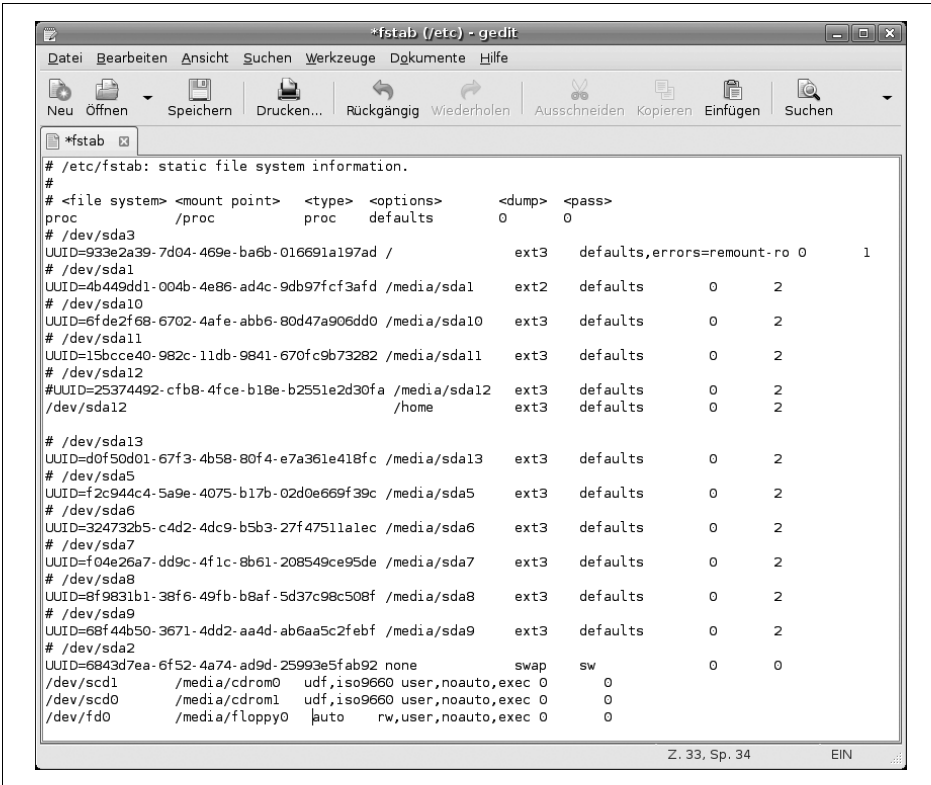 *fstab (/etc) - gedit
Datei Bearbeiten Ansicht Suchen Werkzeuge Dokumente Hilfe
Neu Öffnen Speichern Drucken... Rückgängig Wiederholen Ausschneiden Kopieren Einfügen Suchen
*fstab
# /etc/fstab: static file system information.
#
# <file system> <mount point> <type> <options> <dump> <pass>
proc /proc proc defaults 0 0
# /dev/sda3
UUID=933e2a39-7d04-469e-ba6b-016691a197ad / ext3 defaults,errors=remount-ro 0 1
# /dev/sda1
UUID=4b449dd1-004b-4e86-ad4c-9db97fcf3afd /media/sda1 ext2 defaults 0 2
# /dev/sda10
UUID=6fde2f68-6702-4afe-abb6-80d47a906dd0 /media/sda10 ext3 defaults 0 2
# /dev/sda11
UUID=15bcce40-982c-11db-9841-670fc9b73282 /media/sda11 ext3 defaults 0 2
# /dev/sda12
#UUID=25374492-cfb8-4fce-b18e-b2551e2d30fa /media/sda12 ext3 defaults 0 2
/dev/sda12 /home ext3 defaults 0 2
# /dev/sda13
UUID=d0f50d01-67f3-4b58-80f4-e7a361e418fc /media/sda13 ext3 defaults 0 2
# /dev/sda5
UUID=f2c944c4-5a9e-4075-b17b-02d0e669f39c /media/sda5 ext3 defaults 0 2
# /dev/sda6
UUID=324732b5-c4d2-4dc9-b5b3-27f47511a1ec /media/sda6 ext3 defaults 0 2
# /dev/sda7
UUID=f04e26a7-dd9c-4f1c-8b61-208549ce95de /media/sda7 ext3 defaults 0 2
# /dev/sda8
UUID=8f9831b1-38f6-49fb-b8af-5d37c98c508f /media/sda8 ext3 defaults 0 2
# /dev/sda9
UUID=68f44b50-3671-4dd2-aa4d-ab6aa5c2febf /media/sda9 ext3 defaults 0 2
# /dev/sda2
UUID=6843d7ea-6f52-4a74-ad9d-25993e5fab92 none swap sw 0 0
/dev/scd1 /media/cdrom0 udf,iso9660 user,noauto,exec 0 0
/dev/scd0 /media/cdrom1 udf,iso9660 user,noauto,exec 0 0
/dev/fd0 /media/floppy0 auto rw,user,noauto,exec 0 0
Z. 33, Sp. 34 EIN